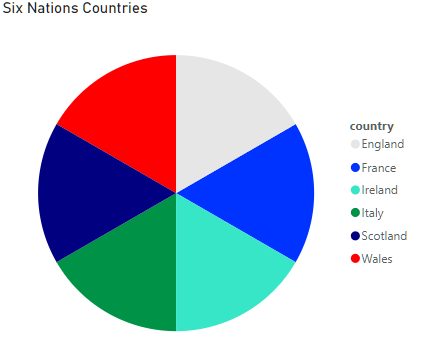 Six Nations Countries
country
England
France
Ireland
Italy
Scotland
Wales